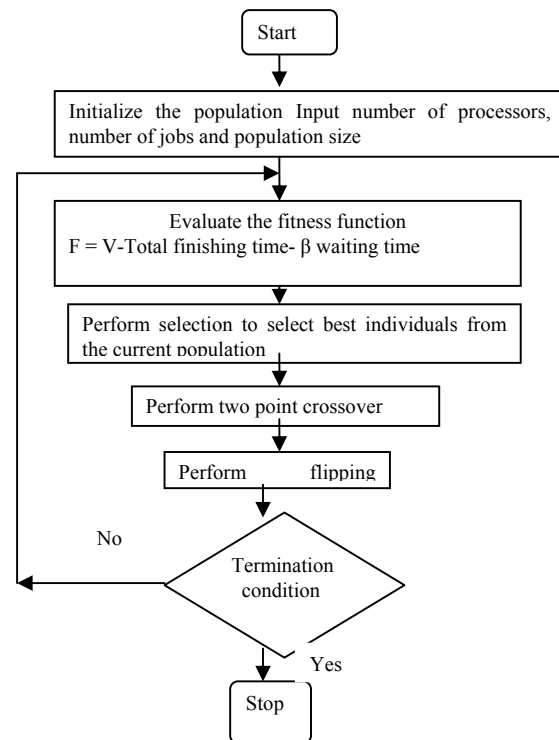 Start
Initialize the population Input number of processors,
number of jobs and population size
Evaluate the fitness function
F = V-Total finishing time- β waiting time
Perform selection to select best individuals from
the current population
Perform two point crossover
Perform flipping
No
Termination
condition
Yes
Stop